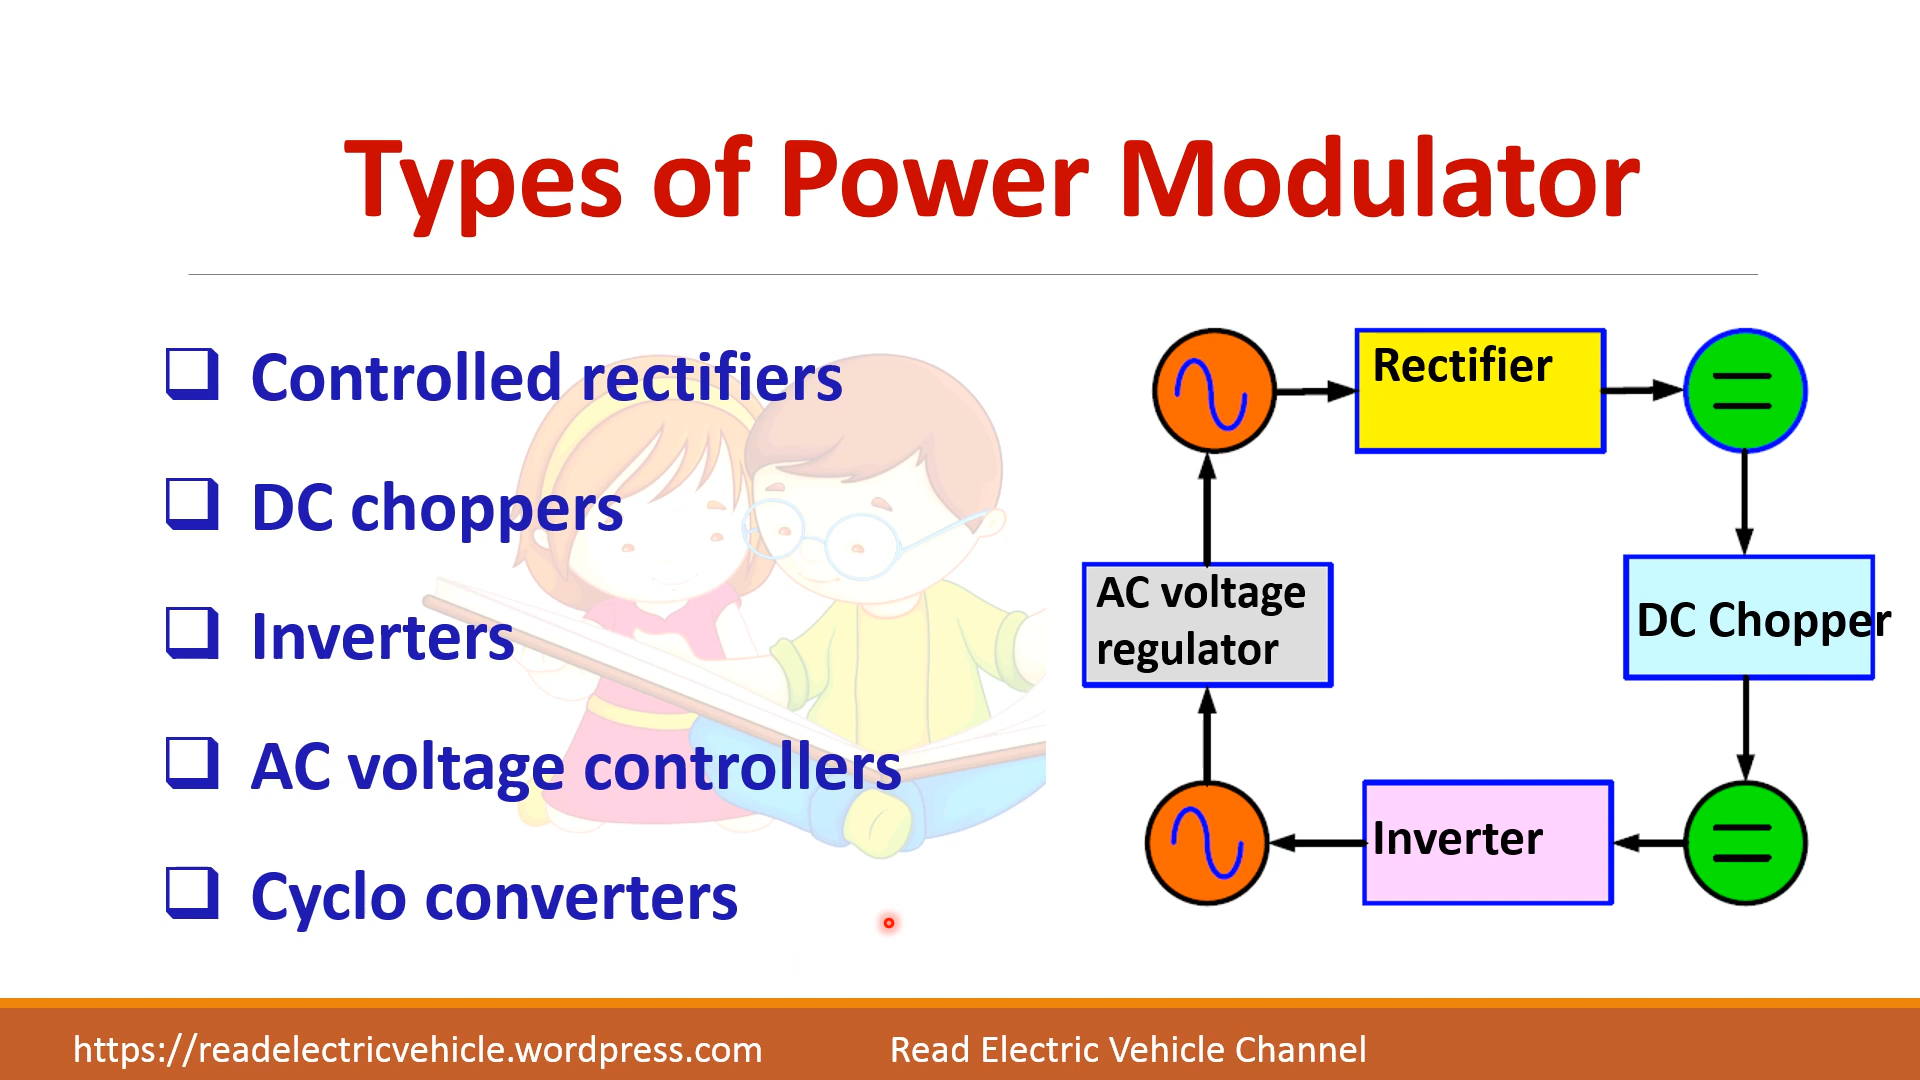 Types of Power Modulator
Controlled rectifiers
DC choppers
Inverters
AC voltage controllers
Cyclo converters
Rectifier
AC voltage
regulator
DC Chopper
Inverter
https://readelectricvehicle.wordpress.com
Read Electric Vehicle Channel